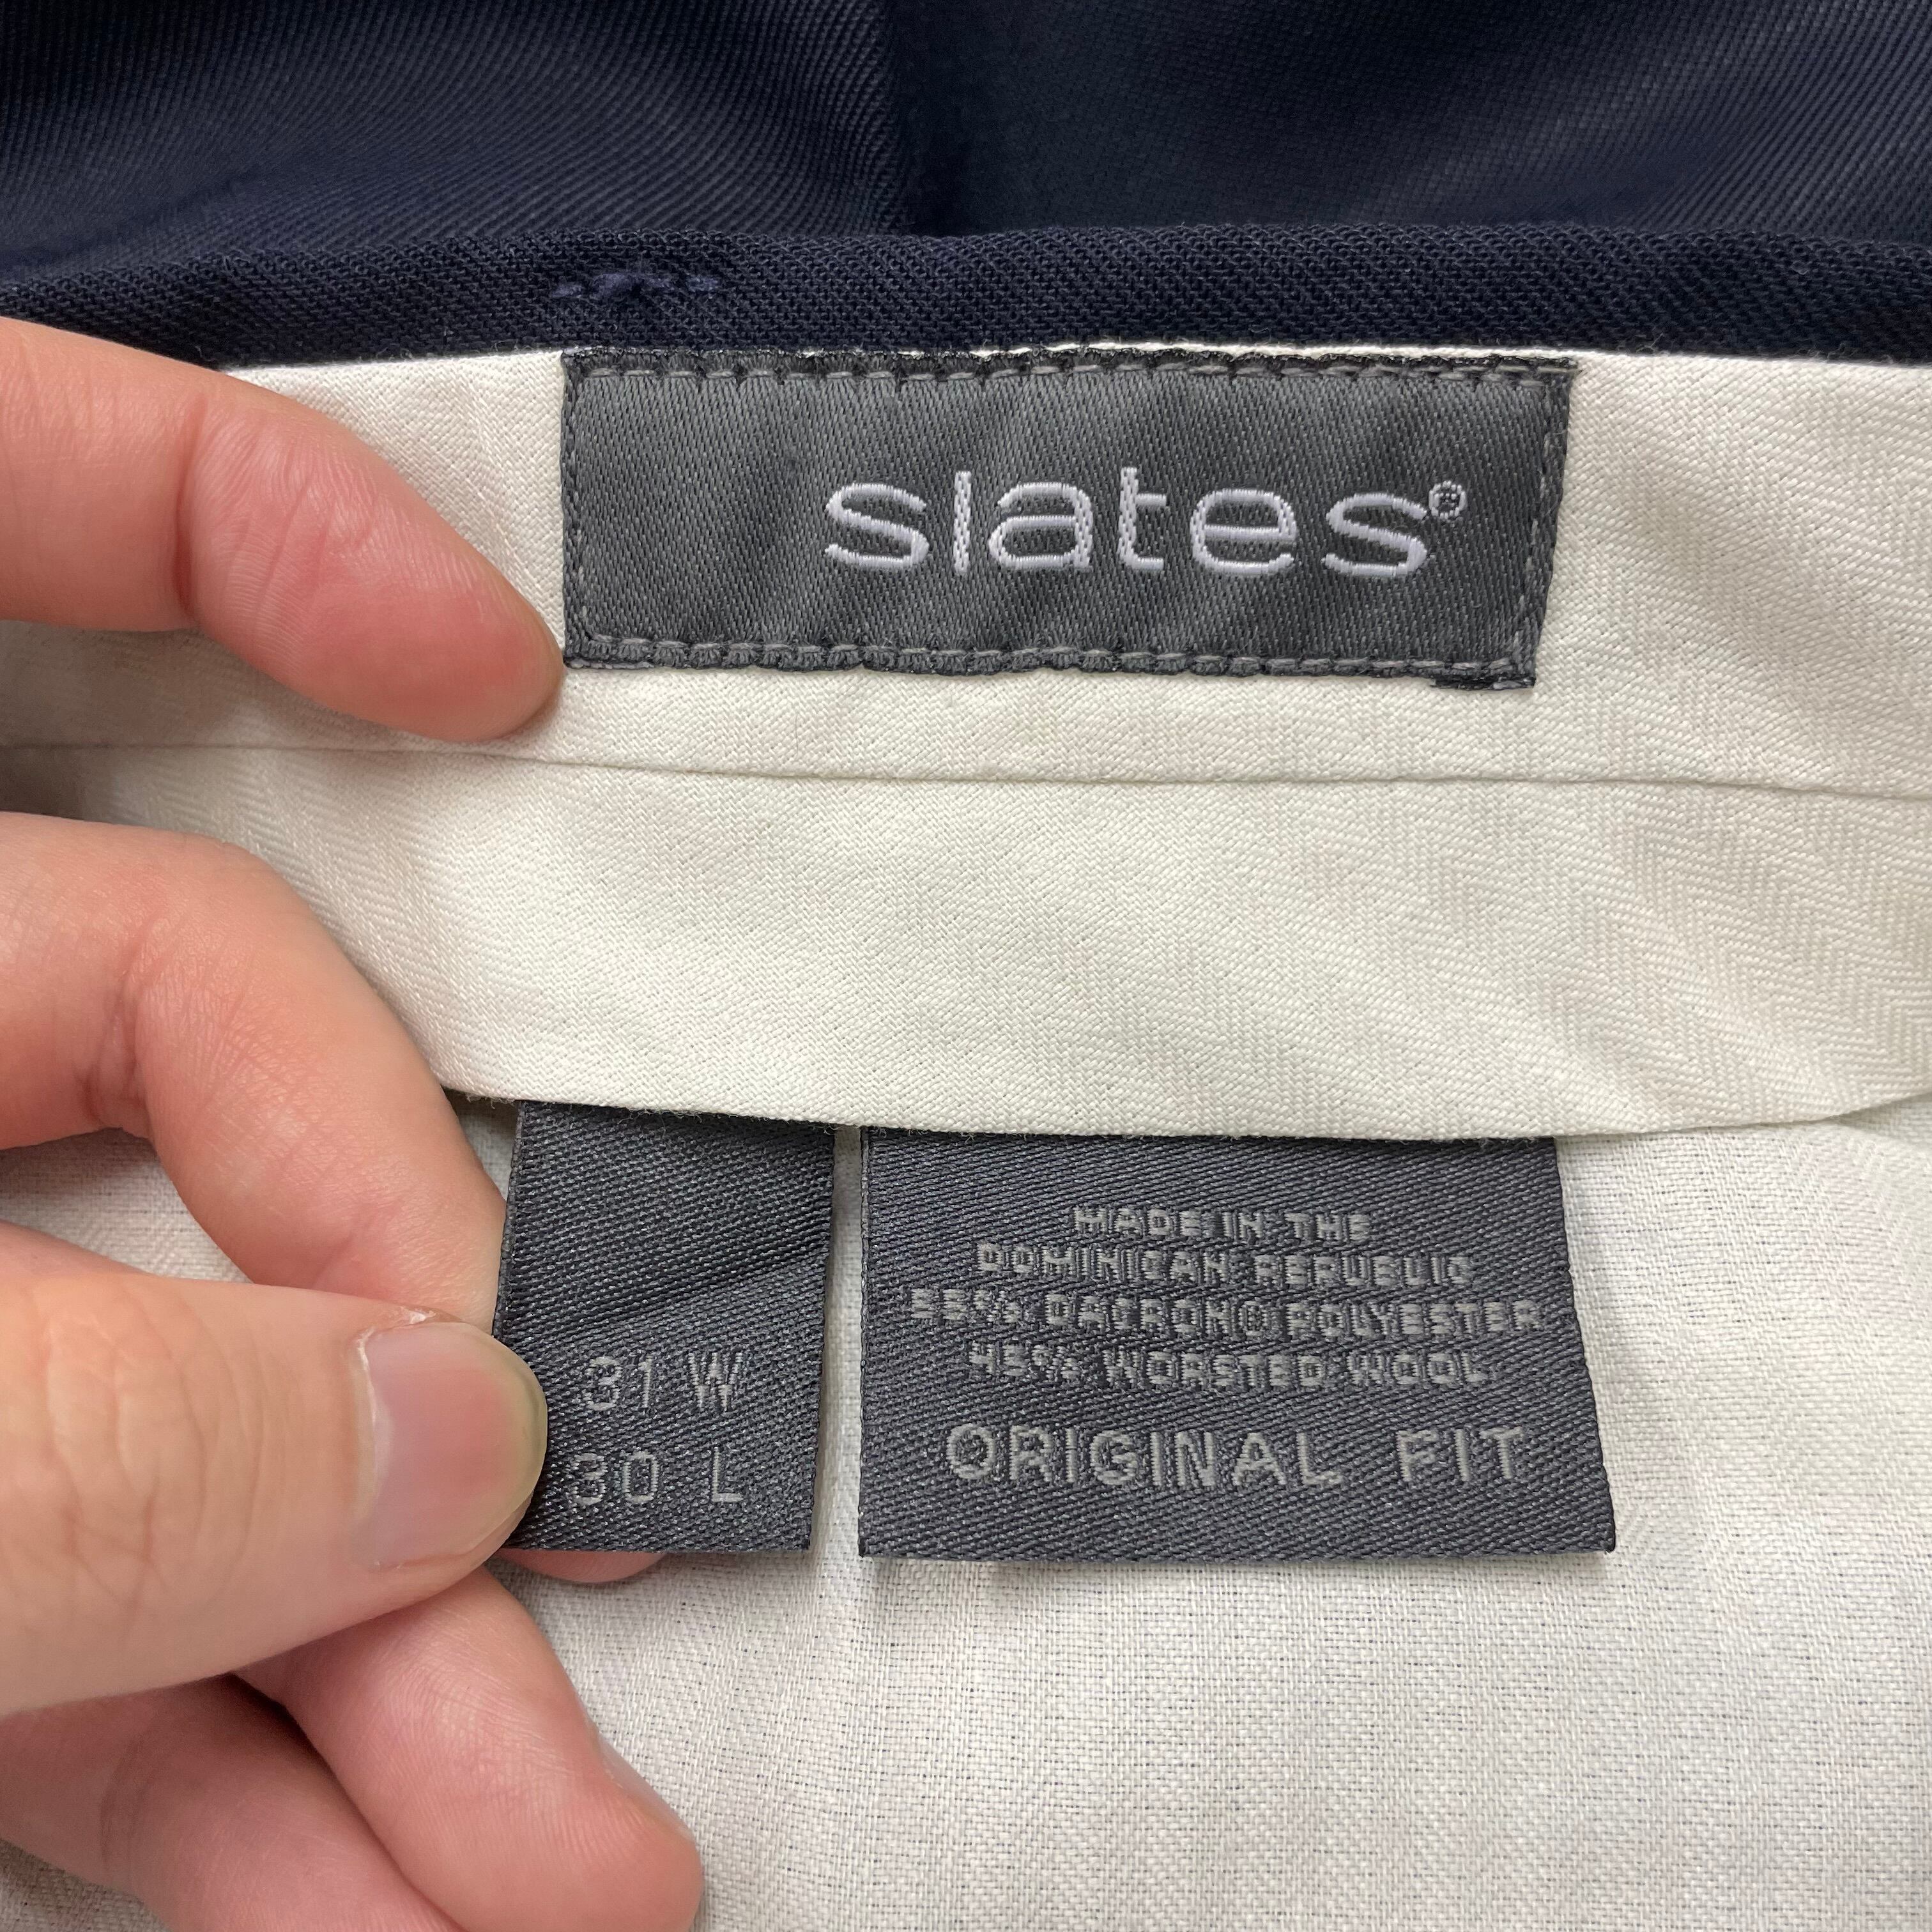 slates®
31 W
30 L
MADE IN THE
DOMINICAN REPUBLIC
55% DACRON® POLYESTER
45% WORSTED WOOL
ORIGINAL FIT